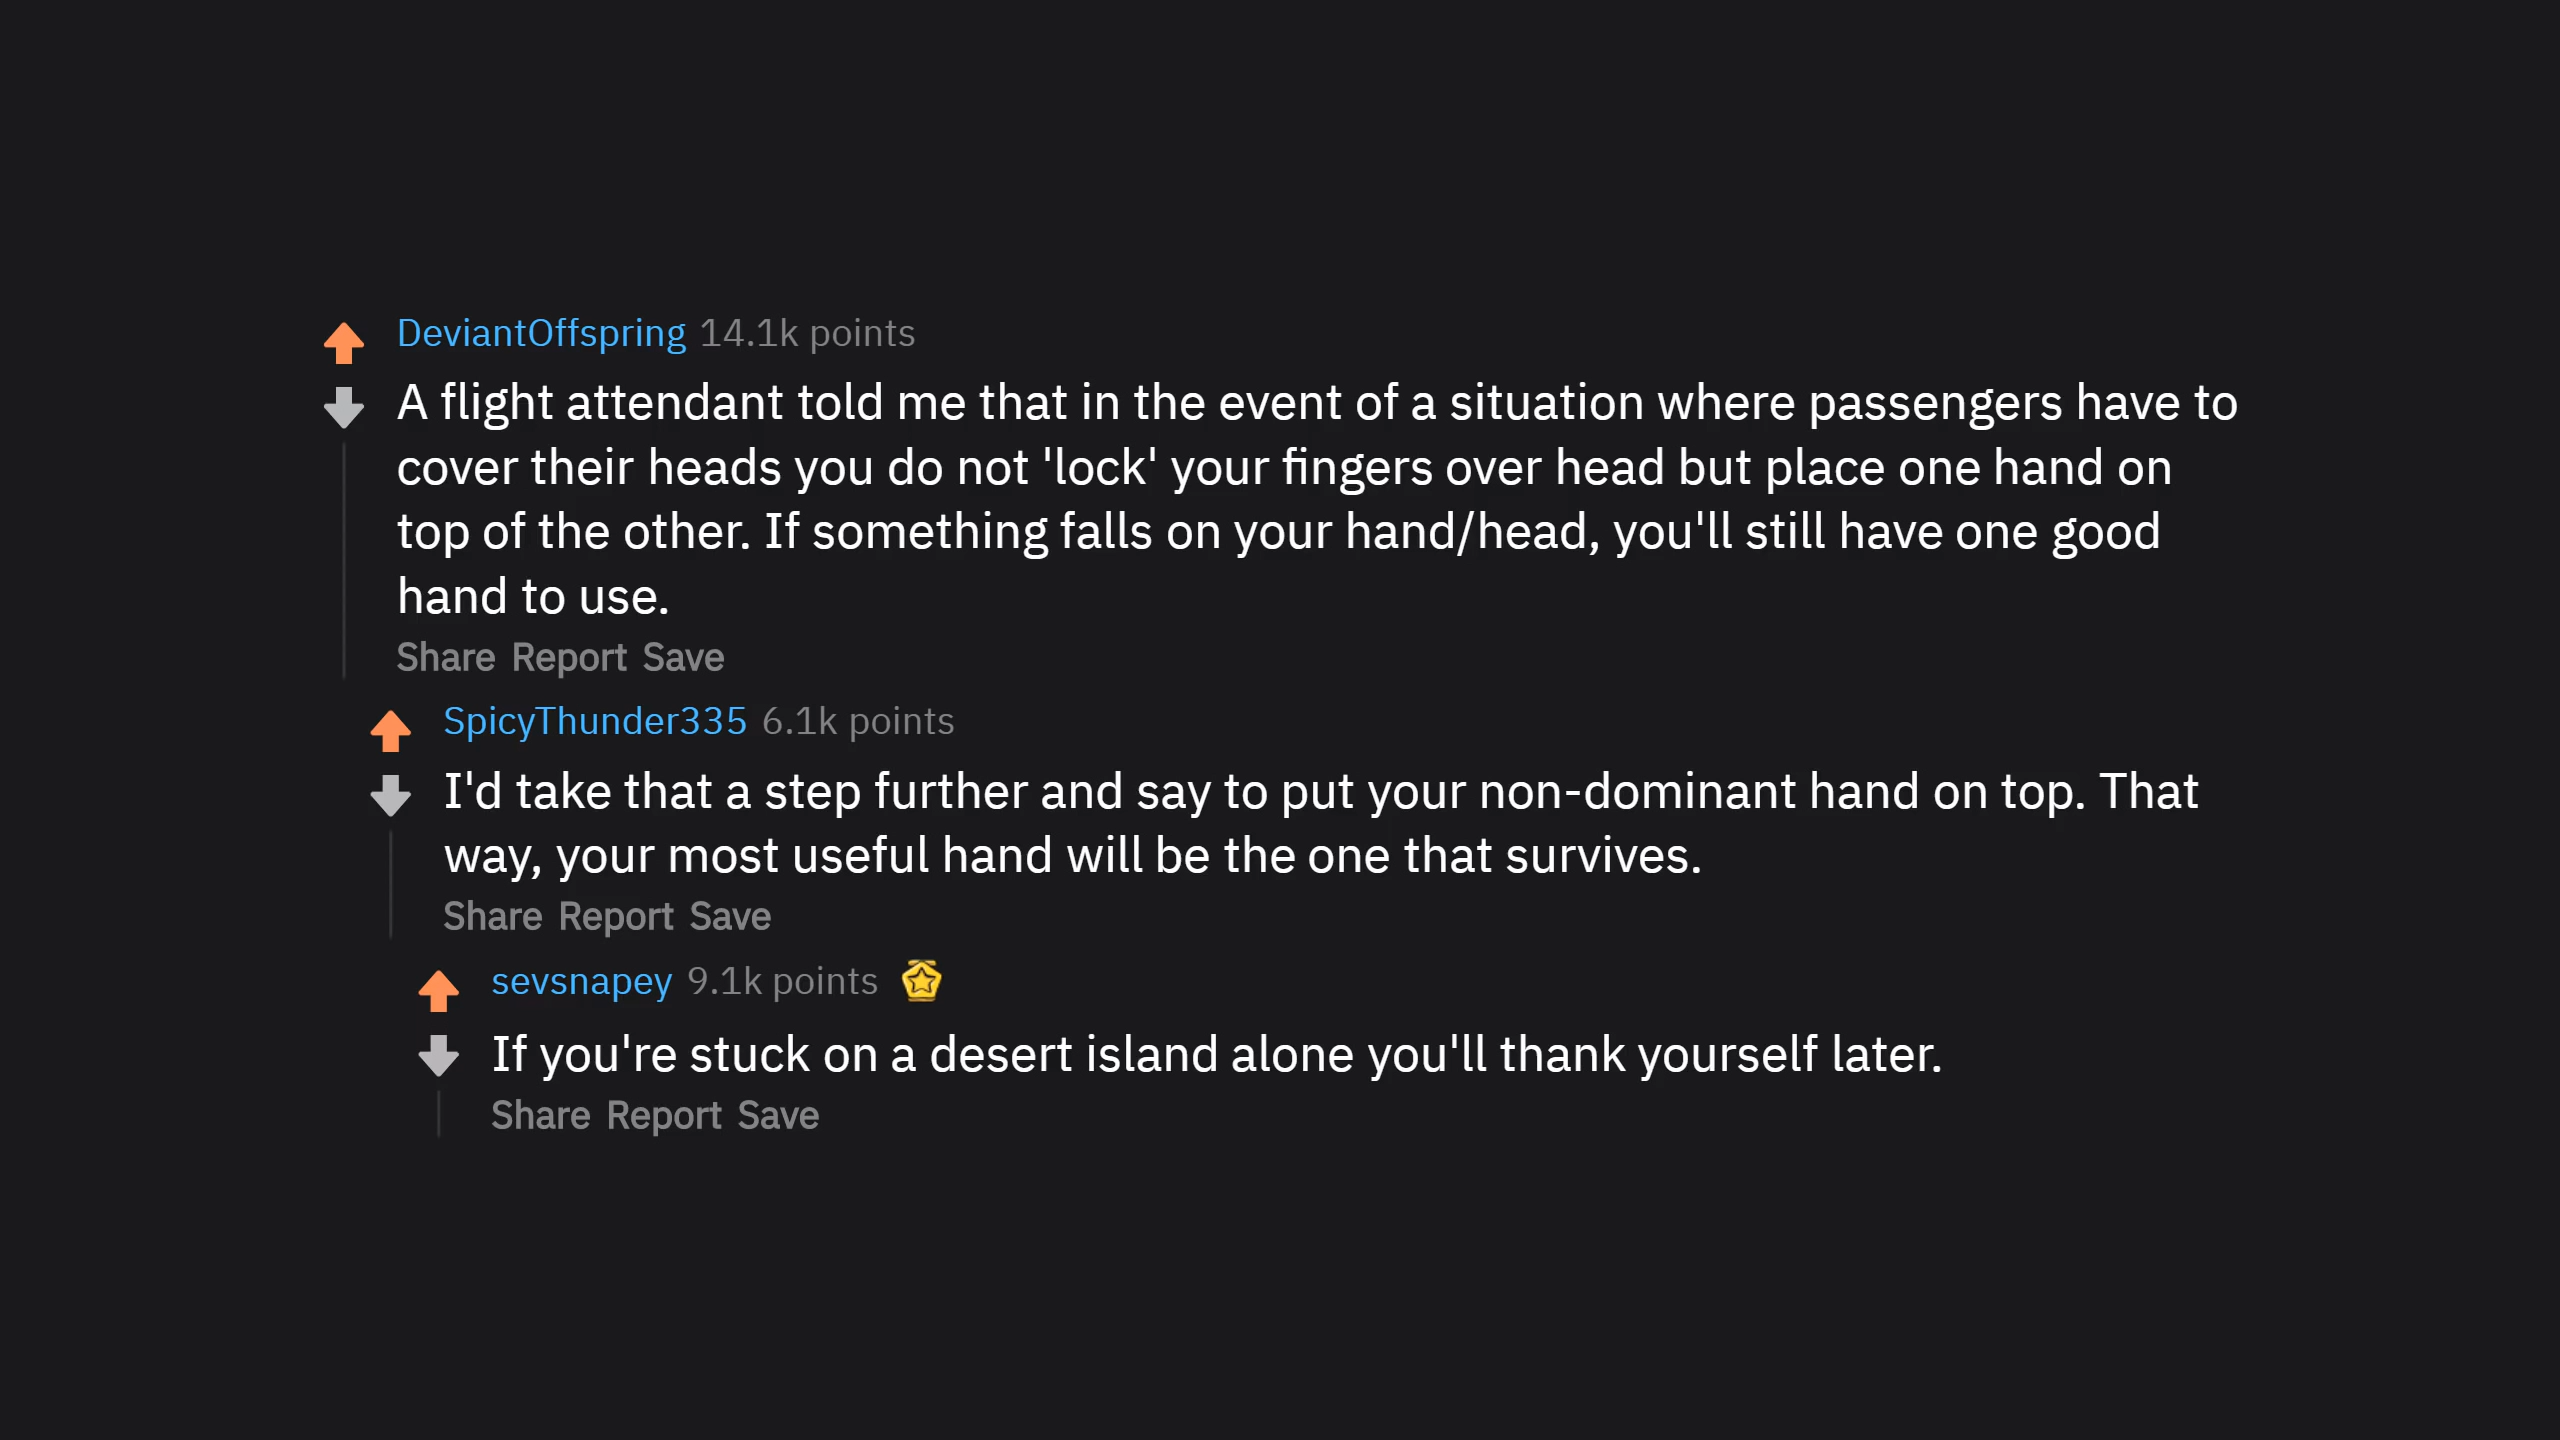 DeviantOffspring 14.1k points
A flight attendant told me that in the event of a situation where passengers have to
cover their heads you do not 'lock' your fingers over head but place one hand on
top of the other. If something falls on your hand/head, you'll still have one good
hand to use.
Share Report Save
SpicyThunder335 6.1k points
I'd take that a step further and say to put your non-dominant hand on top. That
way, your most useful hand will be the one that survives.
Share Report Save
sevsnapey 9.1k points
If you're stuck on a desert island alone you'll thank yourself later.
Share Report Save